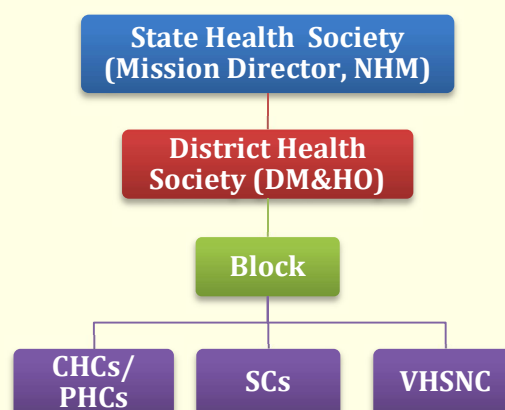 State Health Society
(Mission Director, NHM)
District Health
Society (DM&HO)
Block
CHCs/
PHCs
SCs
VHSNC